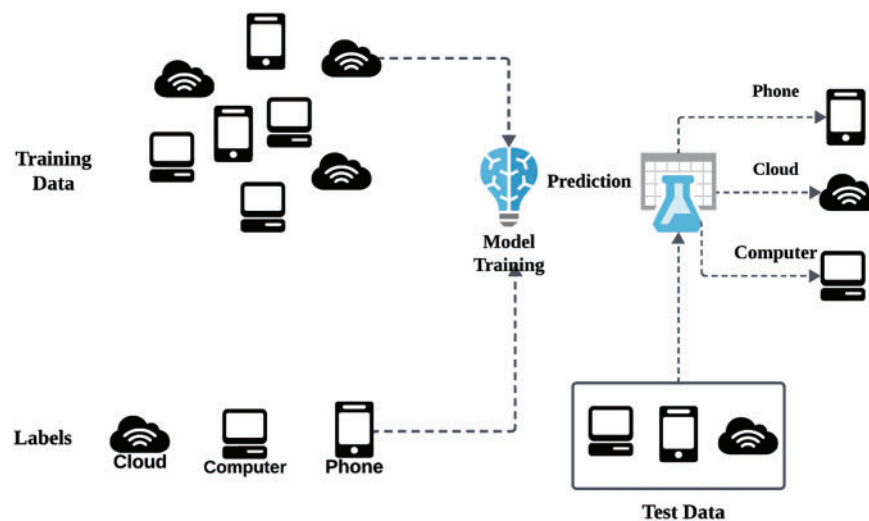 Training
Data
Model
Training
Prediction
Phone
Cloud
Computer
Labels
Cloud
Computer
Phone
Test Data